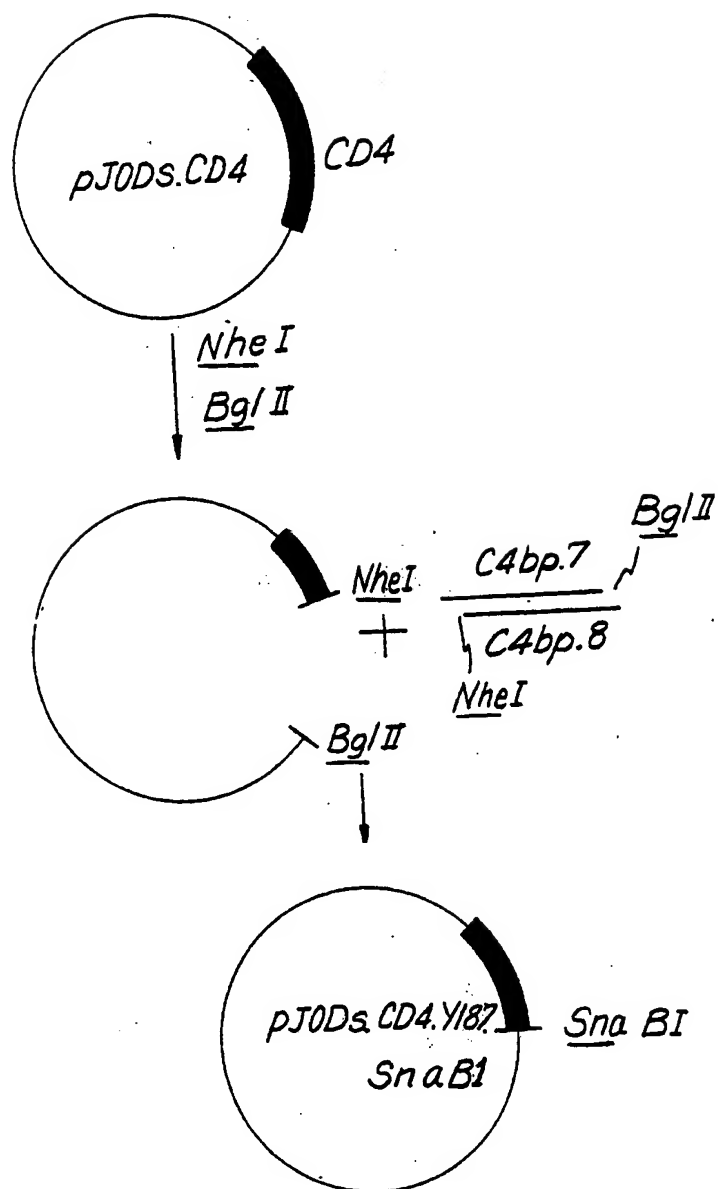 pJODs.CD4
CD4
NheI
BglII
BglII
C4bp.7
NheI
+
C4bp.8
NheI
BglII
pJODs.CD4.Y187.
SnaB1
SnaBI